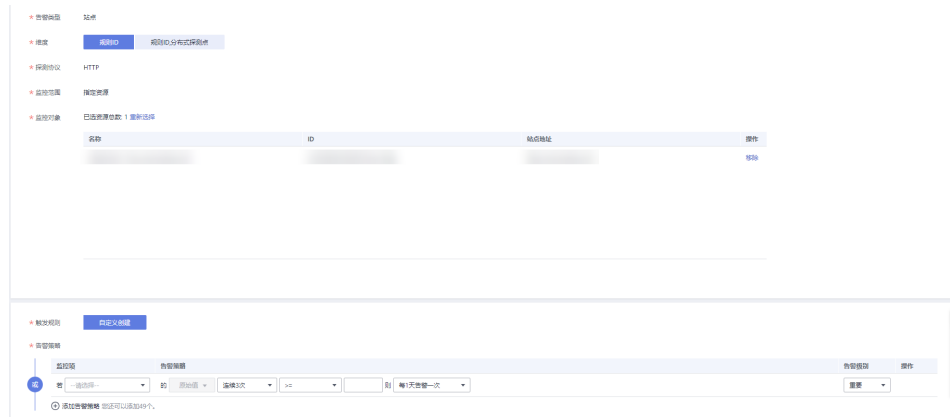 * 告警类型 站点
* 维度 规则ID 规则ID,分布式探测点
* 探测协议 HTTP
* 监控范围 指定资源
* 监控对象 已选资源总数: 1 重新选择
名称 ID 站点地址 操作
移除
* 触发规则 自定义创建
* 告警策略
监控项 告警策略 告警级别 操作
或 若 --请选择-- 的 原始值 连续3次 >= 则 每1天告警一次 重要
添加告警策略 您还可以添加49个。